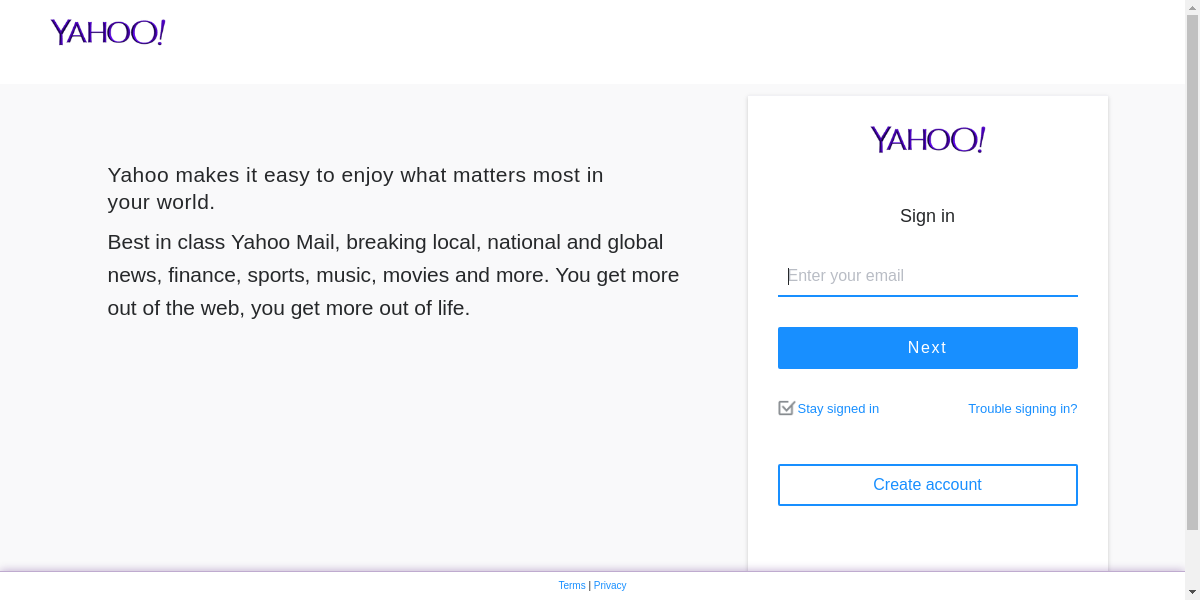 YAHOO!
Yahoo makes it easy to enjoy what matters most in
your world.
Best in class Yahoo Mail, breaking local, national and global
news, finance, sports, music, movies and more. You get more
out of the web, you get more out of life.
YAHOO!
Sign in
Enter your email
Next
Stay signed in
Trouble signing in?
Create account
Terms | Privacy